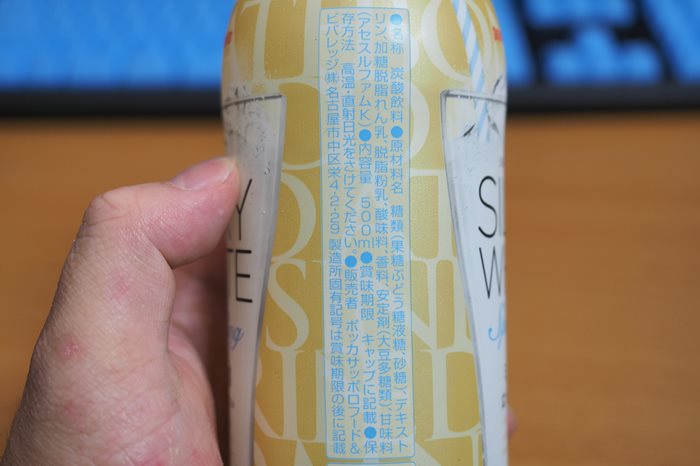 ●名称 炭酸飲料●原材料名 糖類(果糖ぶどう糖液糖、砂糖)、デキスト
リン、加糖脱脂れん乳、脱脂粉乳、酸味料、香料、安定剤(大豆多糖類)、甘味料
(アセスルファムK)●内容量 500ml●賞味期限 キャップに記載●保
存方法 高温・直射日光をさけてください。●販売者 ポッカサッポロフード&
ビバレッジ㈱ 名古屋市中区栄4-2-29 製造所固有記号は賞味期限の後に記載